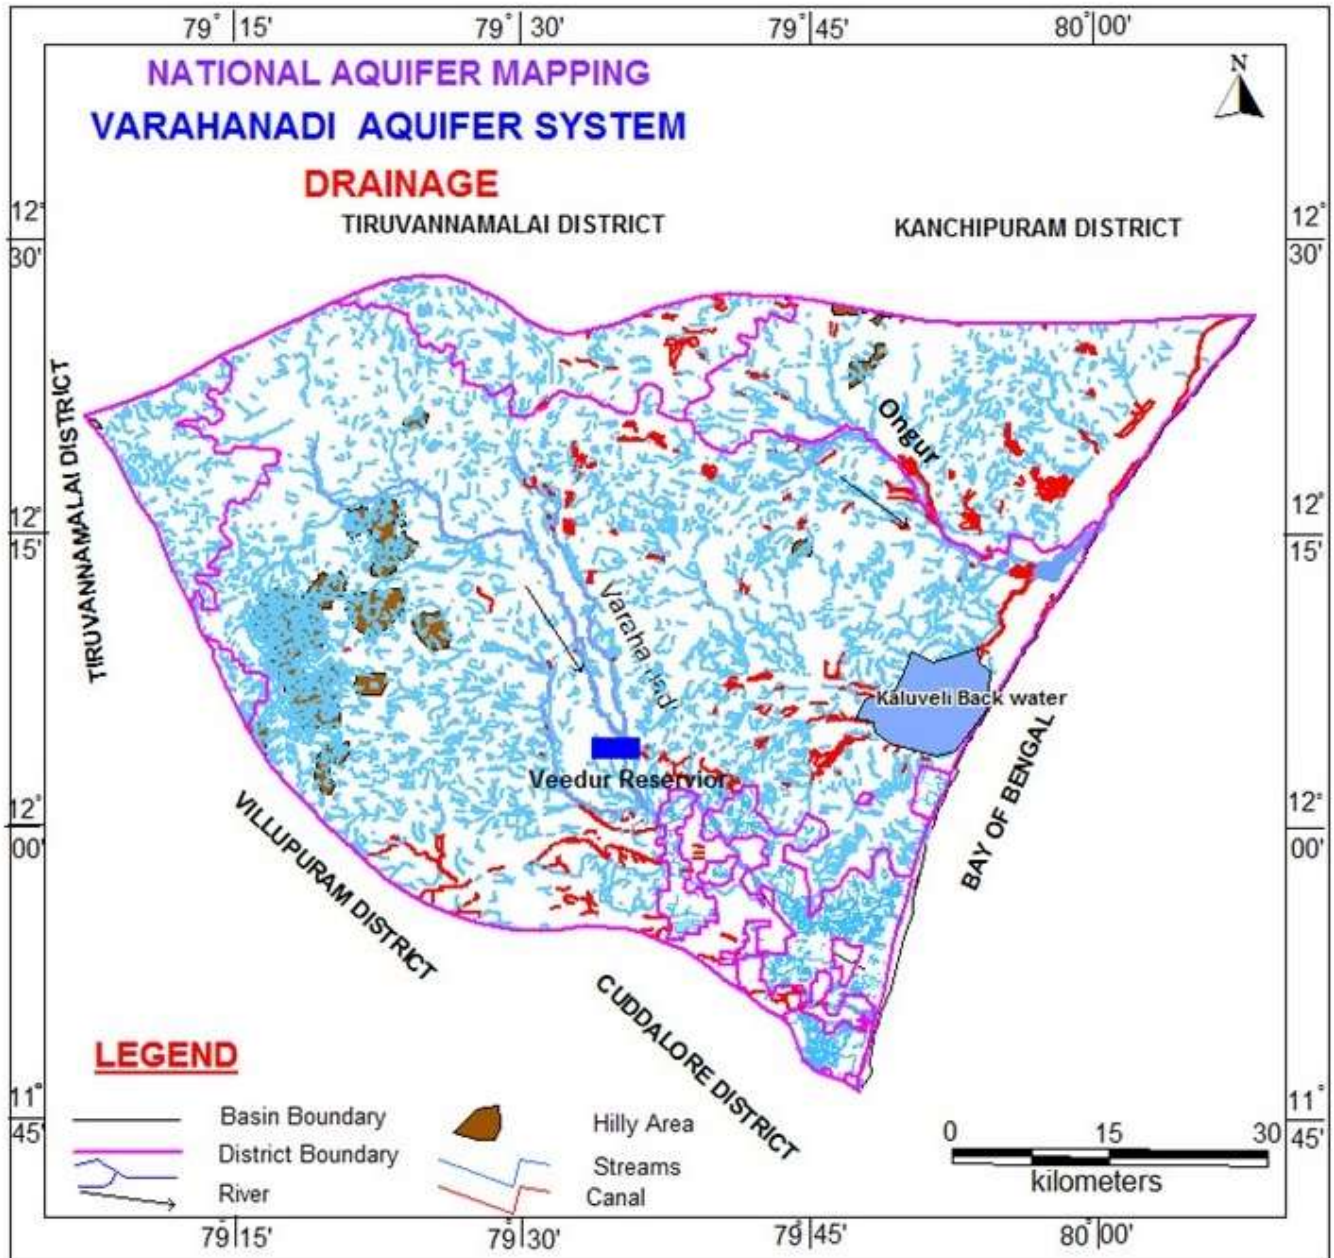 79° 15' 79° 30' 79° 45' 80° 00'
NATIONAL AQUIFER MAPPING
N
VARAHANADI AQUIFER SYSTEM
DRAINAGE
TIRUVANNAMALAI DISTRICT
KANCHIPURAM DISTRICT
12° 30'
12° 30'
TIRUVANNAMALAI DISTRICT
Ongur
12° 15'
12° 15'
Varaha nadi
Kaluveli Back water
Veedur Reservior
BAY OF BENGAL
12° 00'
12° 00'
VILLUPURAM DISTRICT
CUDDALORE DISTRICT
LEGEND
Basin Boundary
District Boundary
River
Hilly Area
Streams
Canal
11° 45'
11° 45'
0 15 30
kilometers
79° 15' 79° 30' 79° 45' 80° 00'